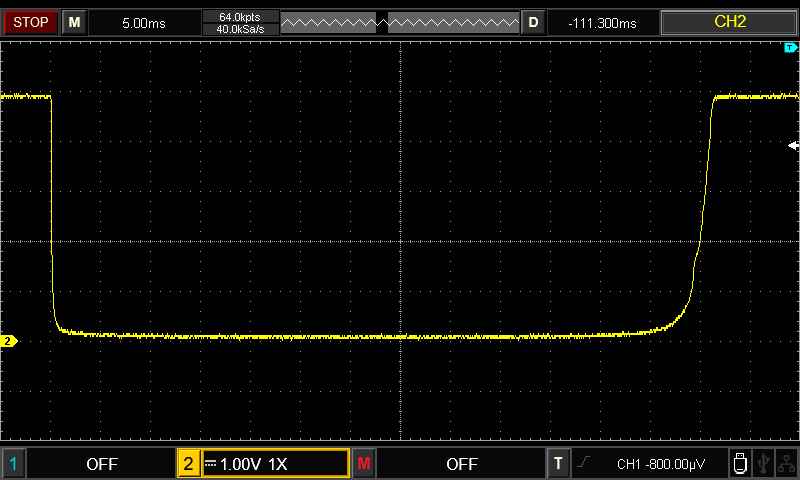 STOP M 5.00ms 64.0kpts D -111.300ms CH2
40.0kSa/s
T
2
1 OFF 2 1.00V 1X M OFF T CH1 -800.00µV